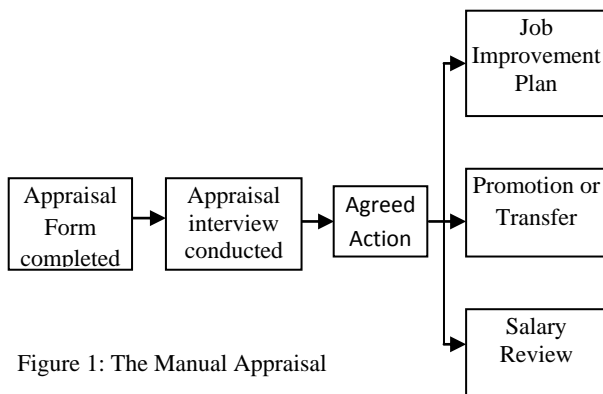 Job
Improvement
Plan
Appraisal
Form
completed
Appraisal
interview
conducted
Agreed
Action
Promotion or
Transfer
Salary
Review
Figure 1: The Manual Appraisal